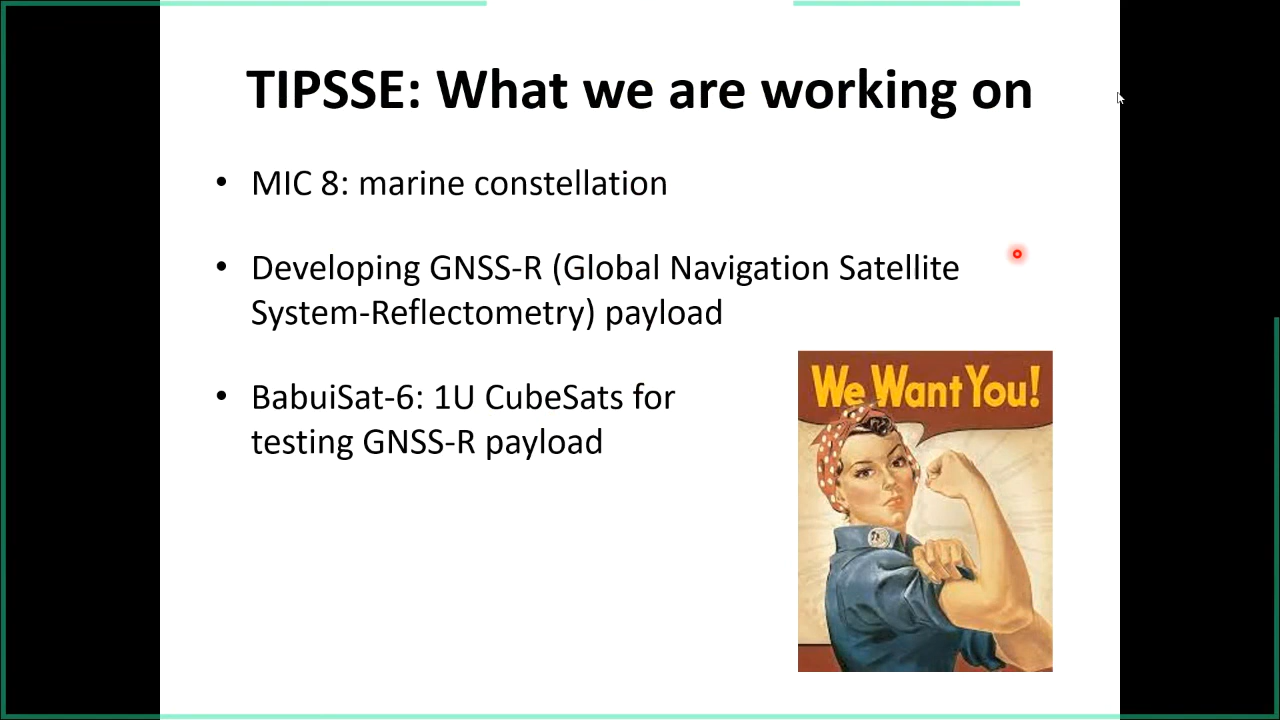 TIPSSE: What we are working on
• MIC 8: marine constellation
• Developing GNSS-R (Global Navigation Satellite
System-Reflectometry) payload
• BabuiSat-6: 1U CubeSats for
testing GNSS-R payload
We Want You!